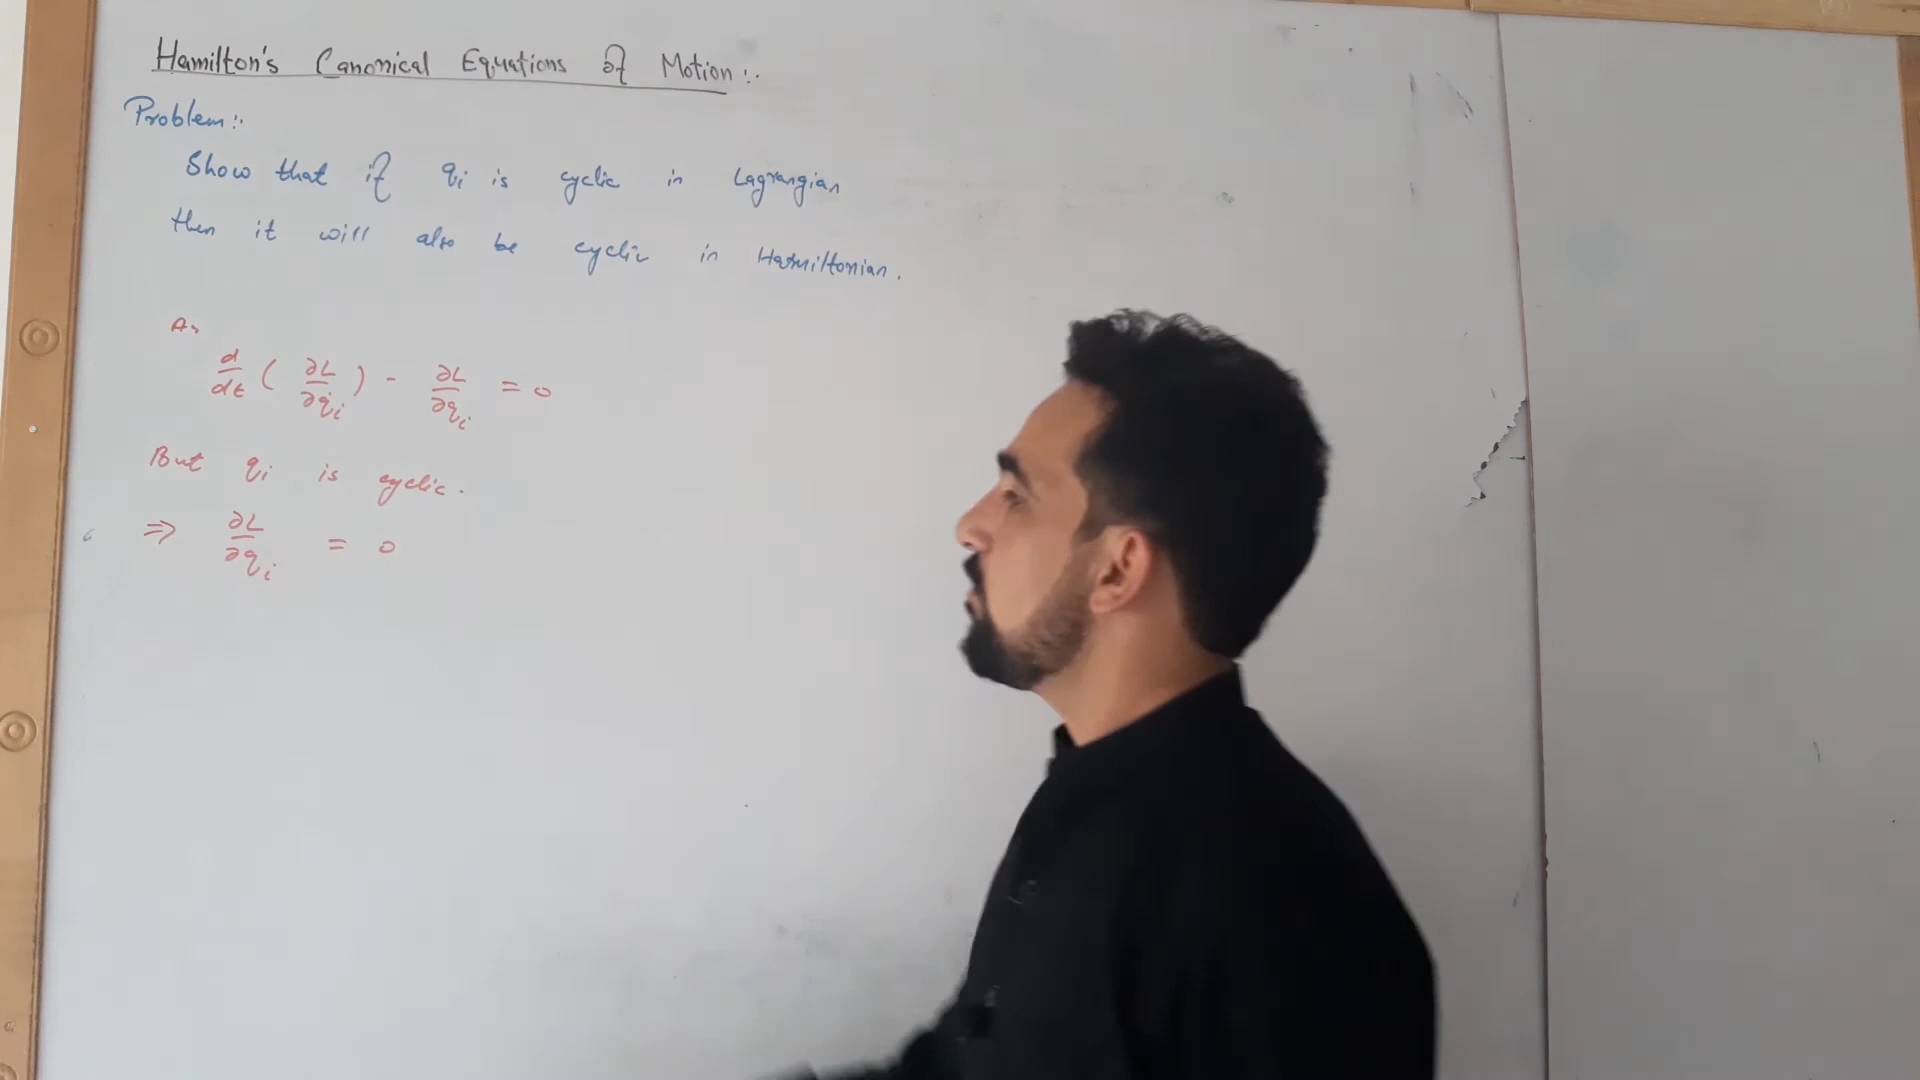 Hamilton's Canonical Equations of Motion :.
Problem :.
Show that if qᵢ is cyclic in Lagrangian
then it will also be cyclic in Hamiltonian.
As
d/dt ( ∂L/∂q̇ᵢ ) - ∂L/∂qᵢ = 0
But qᵢ is cyclic.
⇒ ∂L/∂qᵢ = 0